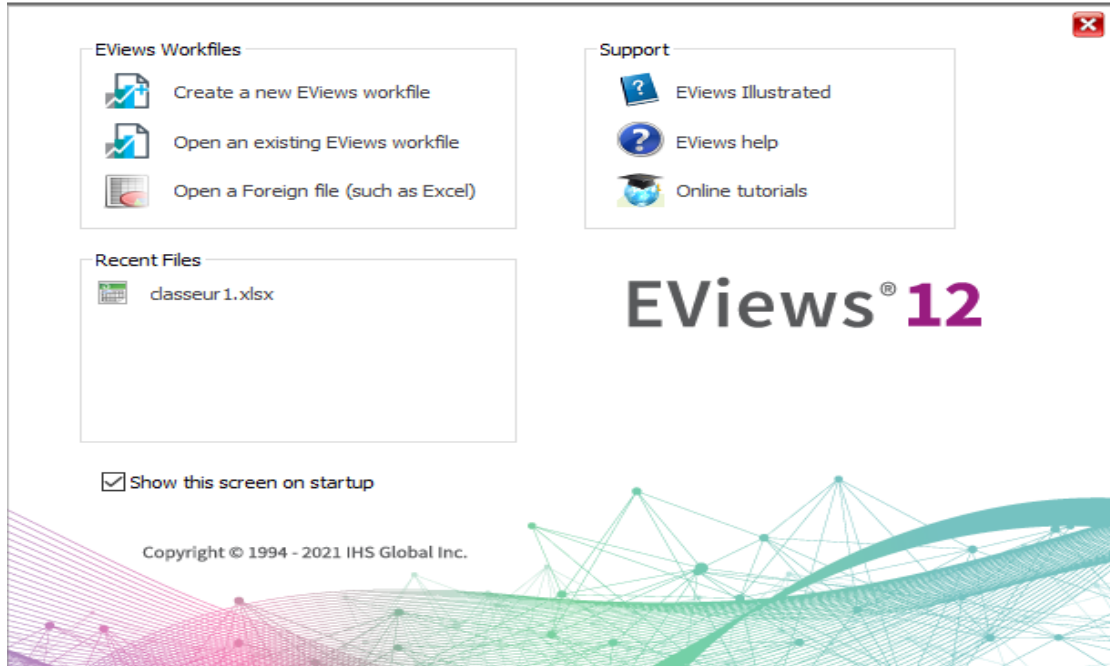 EViews Workfiles
Create a new EViews workfile
Open an existing EViews workfile
Open a Foreign file (such as Excel)
Support
EViews Illustrated
EViews help
Online tutorials
Recent Files
classeur1.xlsx
EViews® 12
Show this screen on startup
Copyright © 1994 - 2021 IHS Global Inc.